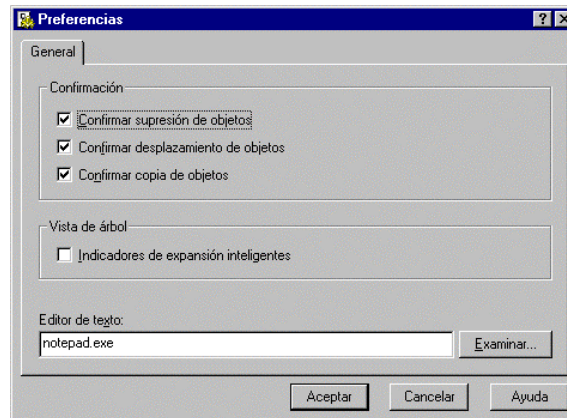 Preferencias
General
Confirmación
Confirmar supresión de objetos
Confirmar desplazamiento de objetos
Confirmar copia de objetos
Vista de árbol
Indicadores de expansión inteligentes
Editor de texto:
notepad.exe
Examinar...
Aceptar Cancelar Ayuda